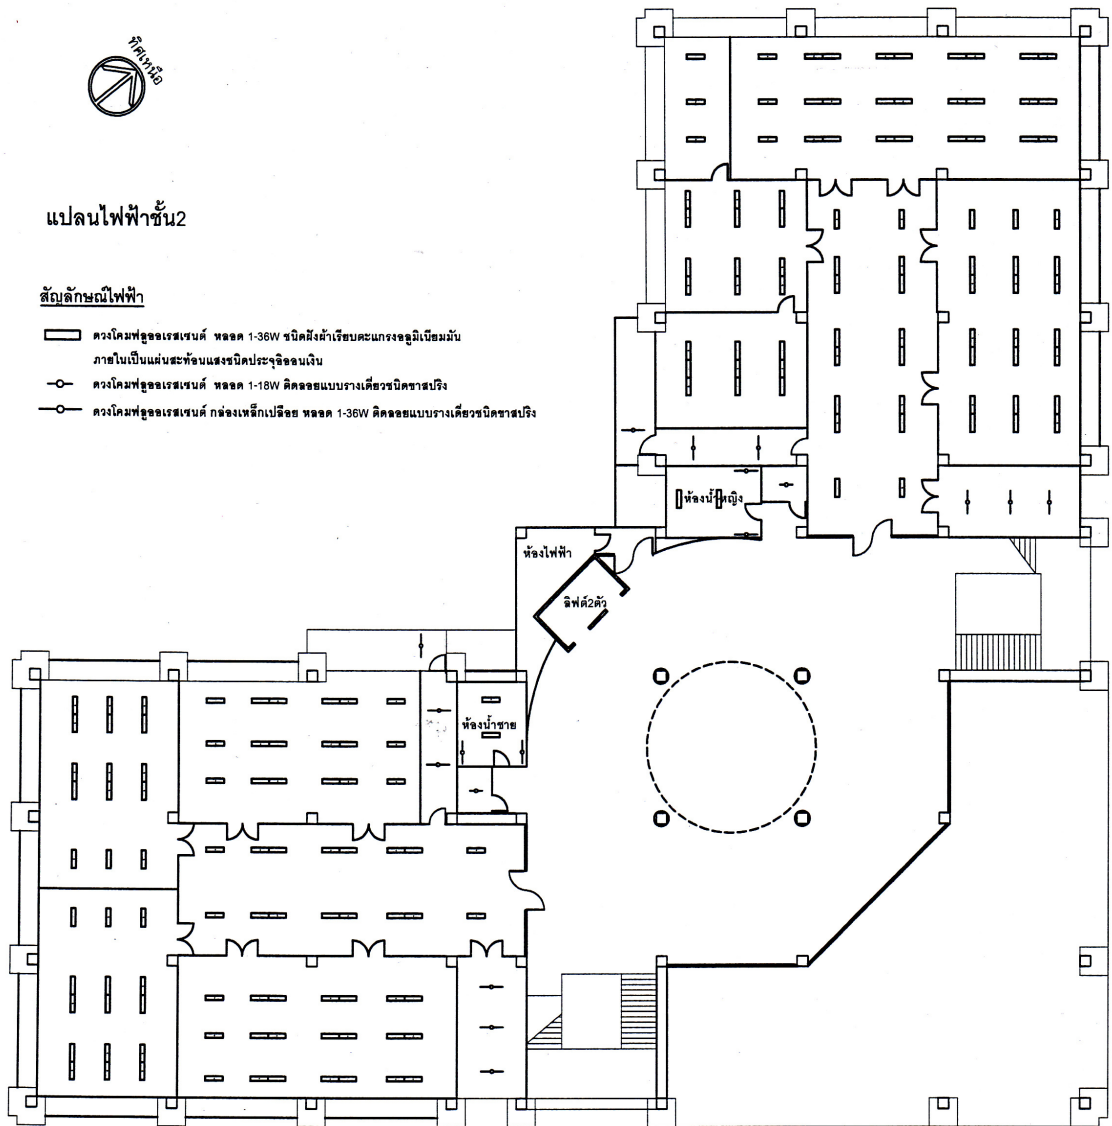 ทิศเหนือ
แปลนไฟฟ้าชั้น2
สัญลักษณ์ไฟฟ้า
ดวงโคมฟลูออเรสเซนต์ หลอด 1-36W ชนิดฝังฝ้าเรียบตะแกรงอลูมิเนียมมัน
ภายในเป็นแผ่นสะท้อนแสงชนิดประจุอิออนเงิน
ดวงโคมฟลูออเรสเซนต์ หลอด 1-18W ติดลอยแบบรางเดี่ยวชนิดขาสปริง
ดวงโคมฟลูออเรสเซนต์ กล่องเหล็กเปลือย หลอด 1-36W ติดลอยแบบรางเดี่ยวชนิดขาสปริง
ห้องน้ำหญิง
ห้องไฟฟ้า
ลิฟต์2ตัว
ห้องน้ำชาย